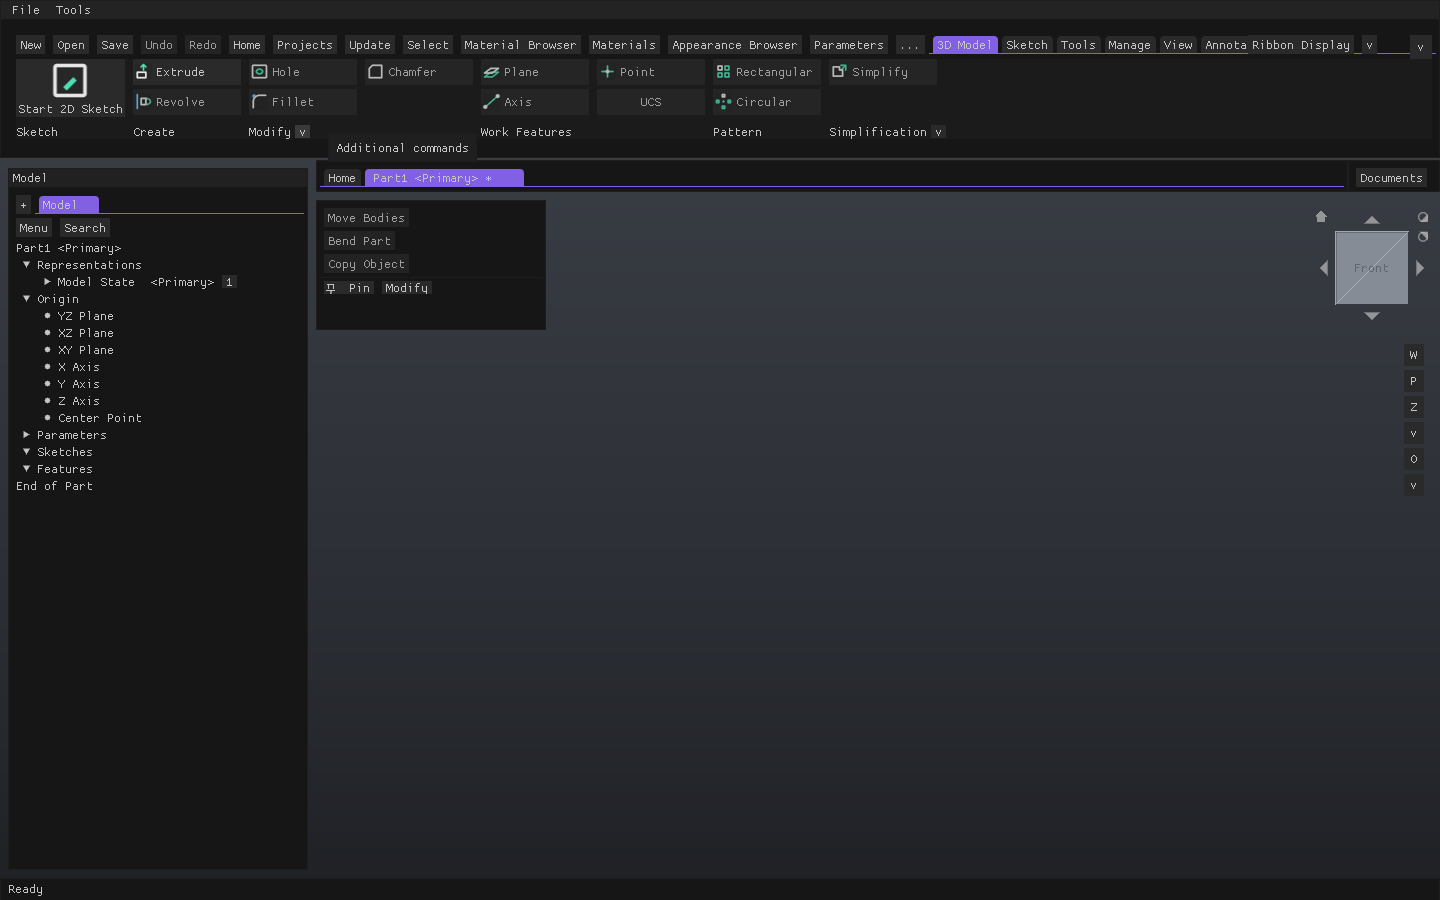 File Tools
New Open Save Undo Redo Home Projects Update Select Material Browser Materials Appearance Browser Parameters ... 3D Model Sketch Tools Manage View Annota Ribbon Display v v
Start 2D Sketch
Extrude Hole Chamfer Plane Point Rectangular Simplify
Revolve Fillet Axis UCS Circular
Sketch Create Modify v Work Features Pattern Simplification v
Additional commands
Model
+ Model
Menu Search
Part1 <Primary>
Representations
Model State <Primary> 1
Origin
YZ Plane
XZ Plane
XY Plane
X Axis
Y Axis
Z Axis
Center Point
Parameters
Sketches
Features
End of Part
Home Part1 <Primary> * Documents
Move Bodies
Bend Part
Copy Object
Pin Modify
Front
W
P
Z
v
O
v
Ready